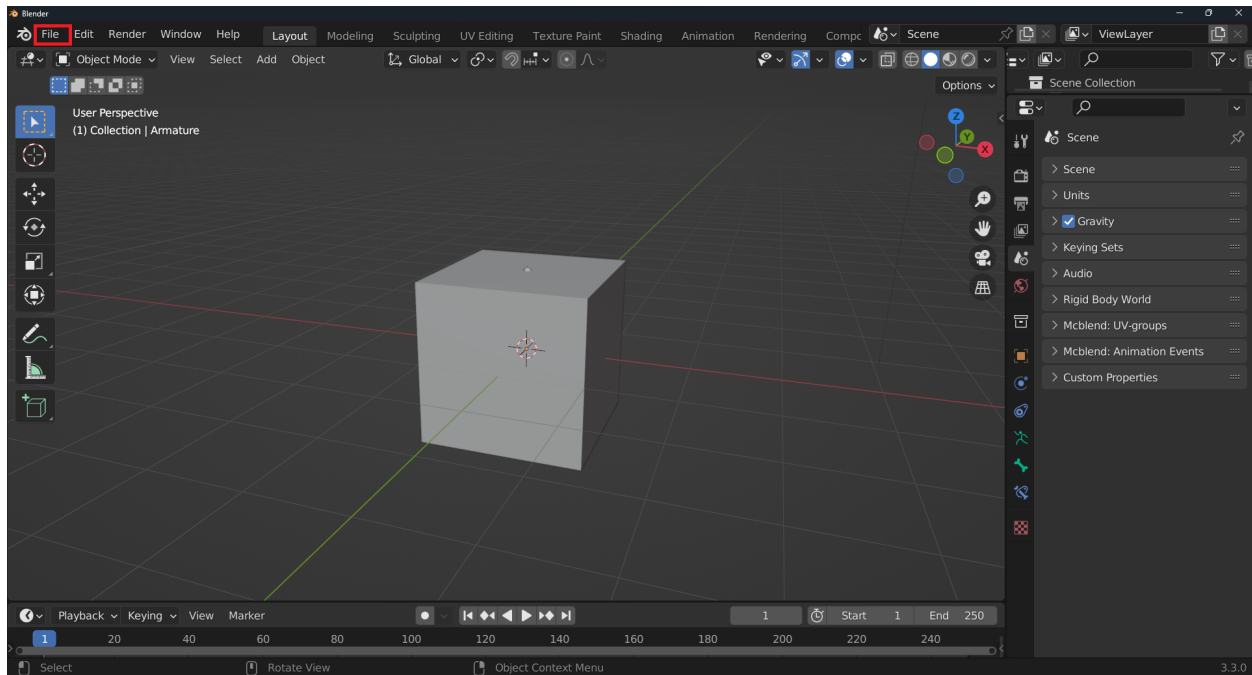 Blender
File Edit Render Window Help Layout Modeling Sculpting UV Editing Texture Paint Shading Animation Rendering Compc Scene ViewLayer
Object Mode View Select Add Object Global
Options
Scene Collection
User Perspective
(1) Collection | Armature
Z
Y
X
Scene
Scene
Units
Gravity
Keying Sets
Audio
Rigid Body World
Mcblend: UV-groups
Mcblend: Animation Events
Custom Properties
Playback Keying View Marker 1 Start 1 End 250
1 20 40 60 80 100 120 140 160 180 200 220 240
Select Rotate View Object Context Menu 3.3.0